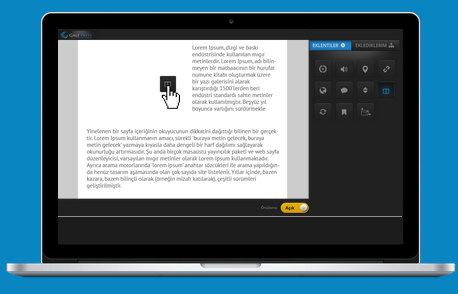 EKLENTİLER
EKLEDİKLERİM
Lorem Ipsum, dizgi ve baskı
endüstrisinde kullanılan mıgır
metinlerdir. Lorem Ipsum, adı bilin-
meyen bir matbaacının bir hurufat
numune kitabı oluşturmak üzere
bir yazı galerisini alarak
karıştırdığı 1500'lerden beri
endüstri standardı sahte metinler
olarak kullanılmıştır. Beşyüz yıl
boyunca varlığını sürdürmekle
Yinelenen bir sayfa içeriğinin okuyucunun dikkatini dağıttığı bilinen bir gerçek-
tir. Lorem Ipsum kullanmanın amacı, sürekli 'buraya metin gelecek, buraya
metin gelecek' yazmaya kıyasla daha dengeli bir harf dağılımı sağlayarak
okunurluğu artırmasıdır. Şu anda birçok masaüstü yayıncılık paketi ve web sayfa
düzenleyicisi, varsayılan mıgır metinler olarak Lorem Ipsum kullanmaktadır.
Ayrıca arama motorlarında 'lorem ipsum' anahtar sözcükleri ile arama yapıldığın-
da henüz tasarım aşamasında olan çok sayıda site listelenir. Yıllar içinde, bazen
kazara, bazen bilinçli olarak (örneğin mizah katılarak), çeşitli sürümleri
geliştirilmiştir.
Açık